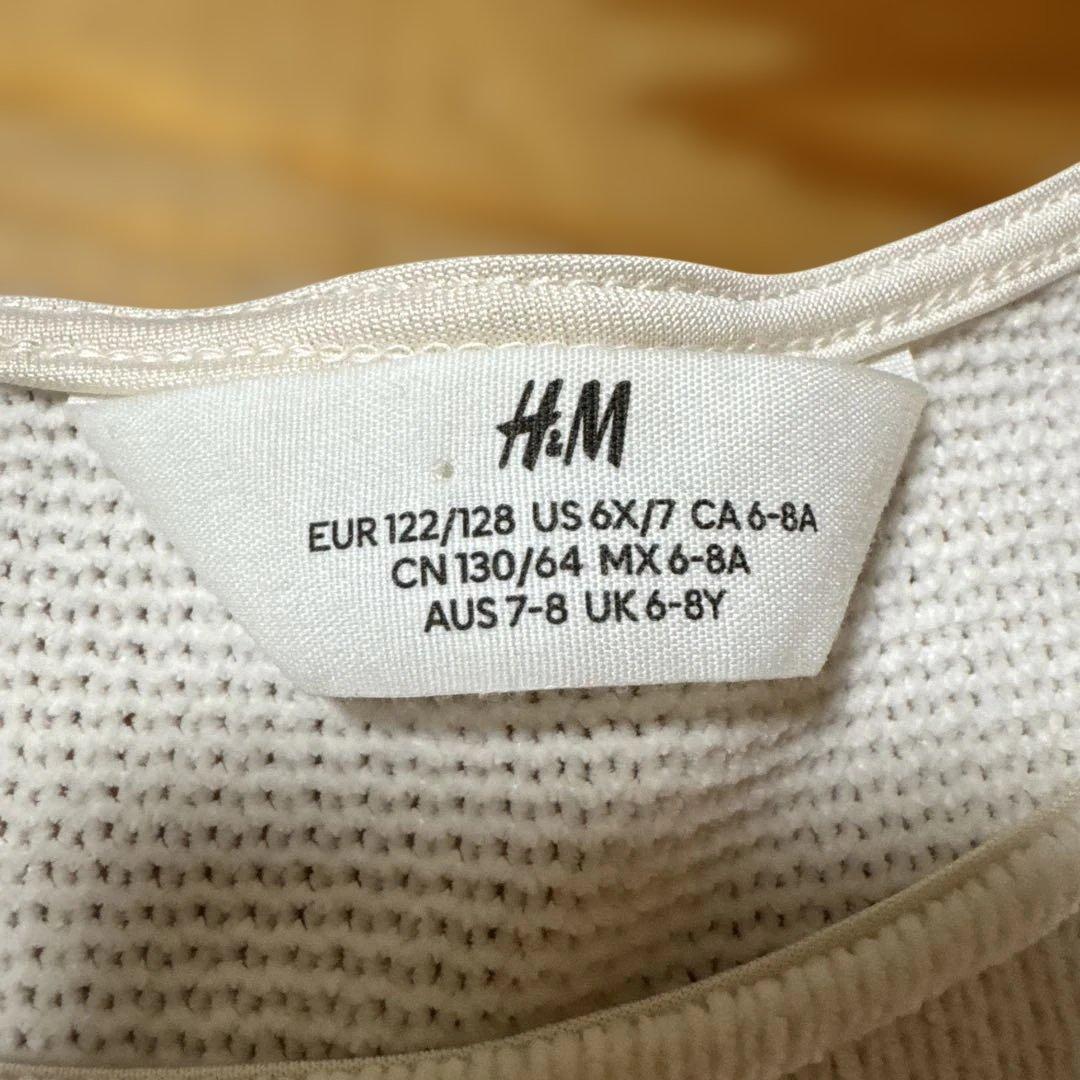 H&M
EUR 122/128 US 6X/7 CA 6-8A
CN 130/64 MX 6-8A
AUS 7-8 UK 6-8Y